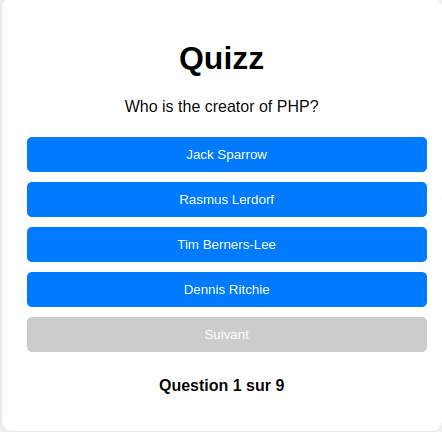 Quizz
Who is the creator of PHP?
Jack Sparrow
Rasmus Lerdorf
Tim Berners-Lee
Dennis Ritchie
Suivant
Question 1 sur 9